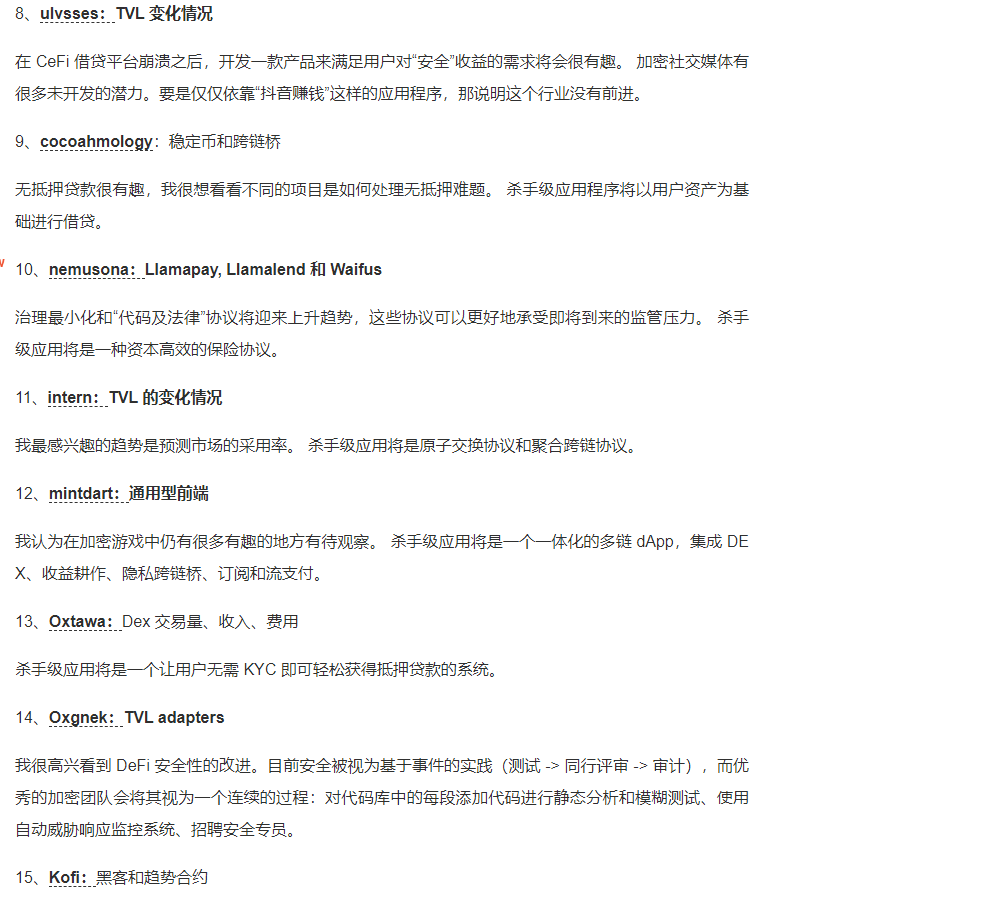 8、ulvsses：TVL 变化情况
在 CeFi 借贷平台崩溃之后，开发一款产品来满足用户对“安全”收益的需求将会很有趣。 加密社交媒体有
很多未开发的潜力。要是仅仅依靠“抖音赚钱”这样的应用程序，那说明这个行业没有前进。
9、cocoahmology：稳定币和跨链桥
无抵押贷款很有趣，我很想看看不同的项目是如何处理无抵押难题。 杀手级应用程序将以用户资产为基
础进行借贷。
10、nemusona：Llamapay, Llamalend 和 Waifus
治理最小化和“代码及法律”协议将迎来上升趋势，这些协议可以更好地承受即将到来的监管压力。 杀手
级应用将是一种资本高效的保险协议。
11、intern：TVL 的变化情况
我最感兴趣的趋势是预测市场的采用率。 杀手级应用将是原子交换协议和聚合跨链协议。
12、mintdart：通用型前端
我认为在加密游戏中仍有很多有趣的地方有待观察。 杀手级应用将是一个一体化的多链 dApp，集成 DE
X、收益耕作、隐私跨链桥、订阅和流支付。
13、Oxtawa：Dex 交易量、收入、费用
杀手级应用将是一个让用户无需 KYC 即可轻松获得抵押贷款的系统。
14、Oxgnek：TVL adapters
我很高兴看到 DeFi 安全性的改进。目前安全被视为基于事件的实践（测试 -> 同行评审 -> 审计），而优
秀的加密团队会将其视为一个连续的过程：对代码库中的每段添加代码进行静态分析和模糊测试、使用
自动威胁响应监控系统、招聘安全专员。
15、Kofi：黑客和趋势合约